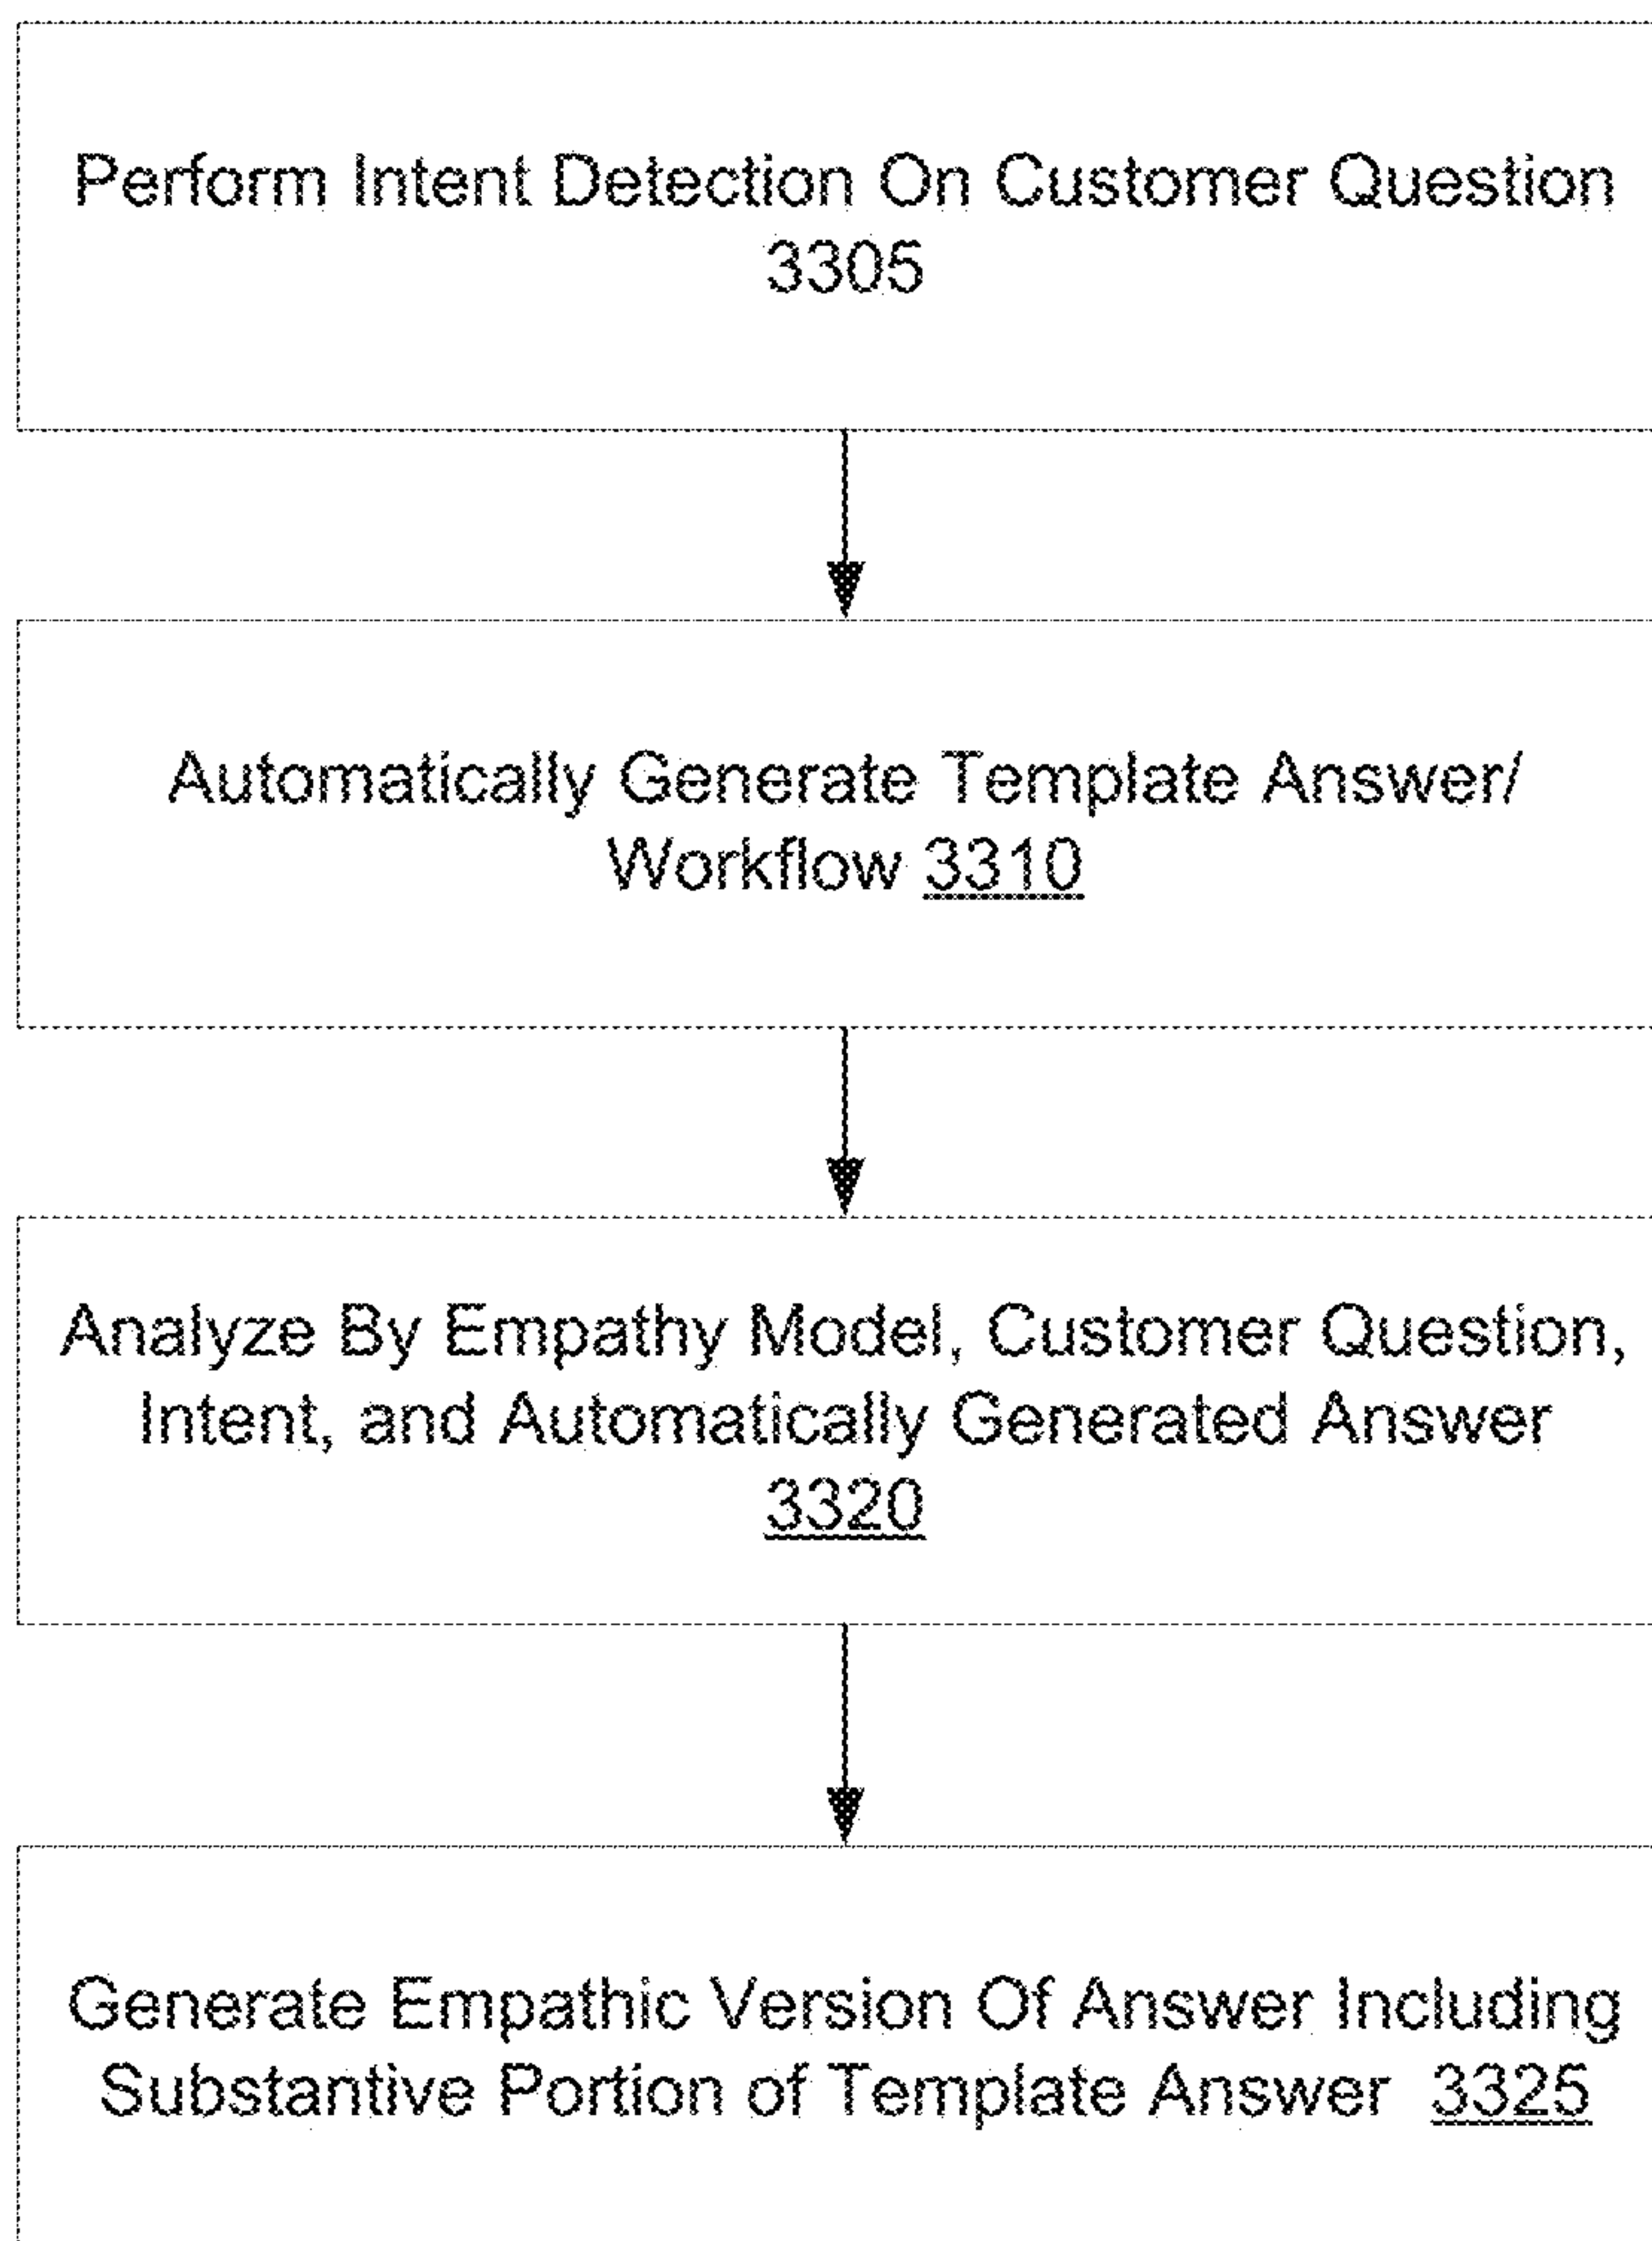 Perform Intent Detection On Customer Question
3305
Automatically Generate Template Answer/
Workflow 3310
Analyze By Empathy Model, Customer Question,
Intent, and Automatically Generated Answer
3320
Generate Empathic Version Of Answer Including
Substantive Portion of Template Answer 3325